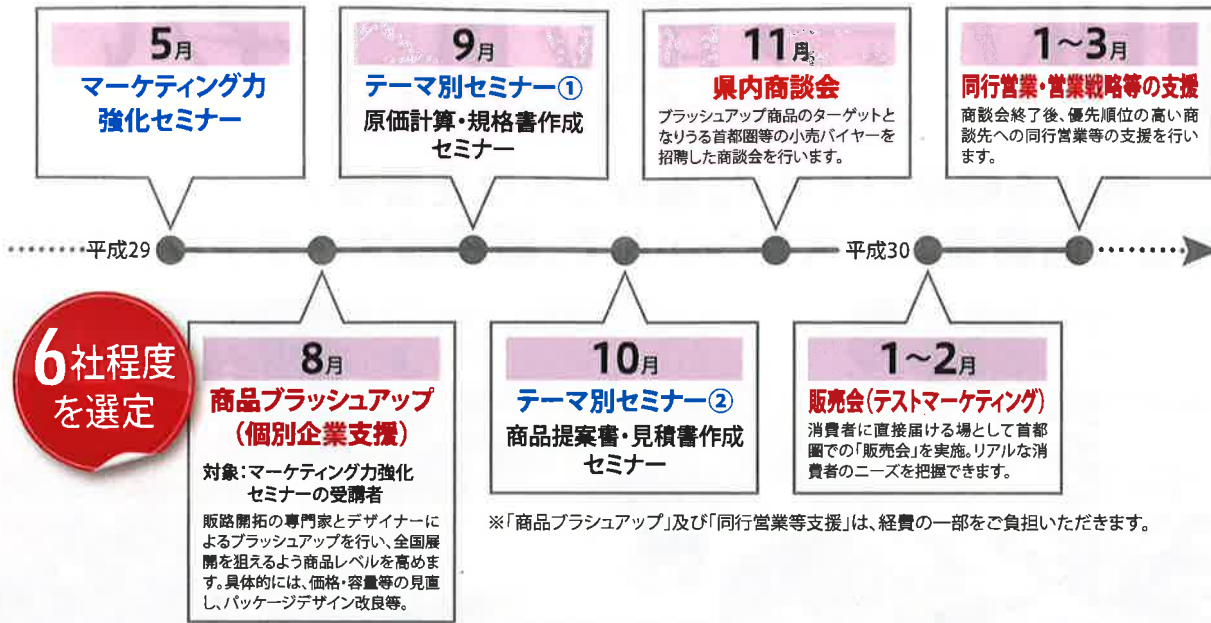 5月
マーケティング力
強化セミナー
9月
テーマ別セミナー①
原価計算・規格書作成
セミナー
11月
県内商談会
ブラッシュアップ商品のターゲットと
なりうる首都圏等の小売バイヤーを
招聘した商談会を行います。
1〜3月
同行営業・営業戦略等の支援
商談会終了後、優先順位の高い商
談先への同行営業等の支援を行い
ます。
平成29
平成30
6社程度
を選定
8月
商品ブラッシュアップ
(個別企業支援)
対象:マーケティング力強化
セミナーの受講者
販路開拓の専門家とデザイナーに
よるブラッシュアップを行い、全国展
開を狙えるよう商品レベルを高めま
す。具体的には、価格・容量等の見直
し、パッケージデザイン改良等。
10月
テーマ別セミナー②
商品提案書・見積書作成
セミナー
1〜2月
販売会(テストマーケティング)
消費者に直接届ける場として首都
圏での「販売会」を実施。リアルな消
費者のニーズを把握できます。
※「商品ブラシュアップ」及び「同行営業等支援」は、経費の一部をご負担いただきます。